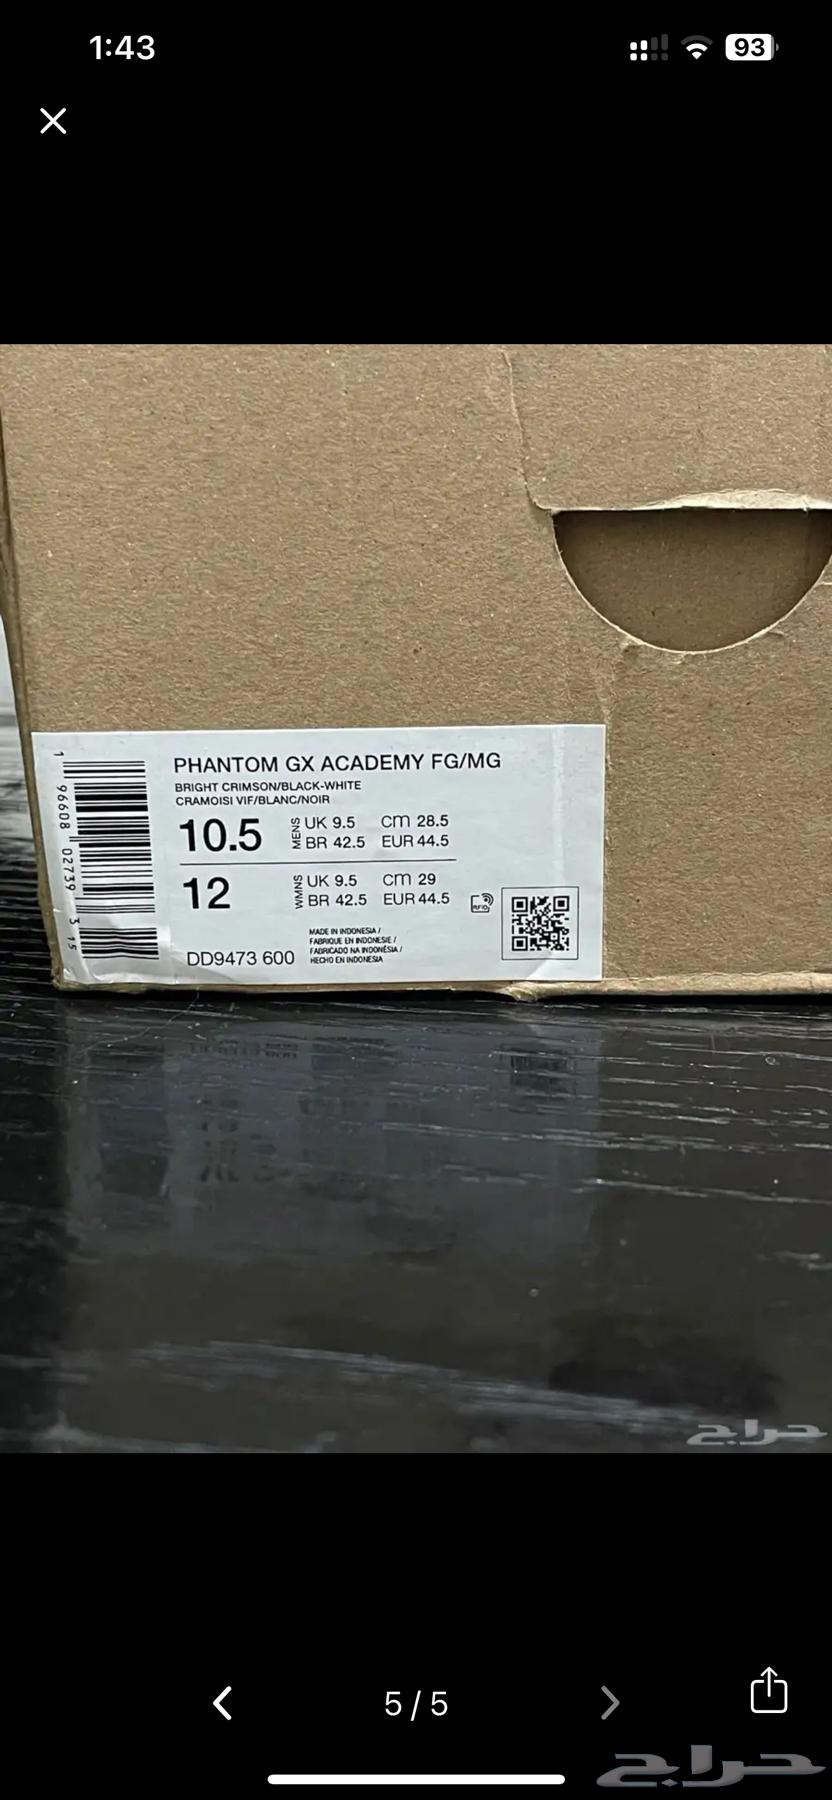 1:43
93
PHANTOM GX ACADEMY FG/MG
BRIGHT CRIMSON/BLACK-WHITE
CRAMOISI VIF/BLANC/NOIR
10.5 MENS UK 9.5 cm 28.5
BR 42.5 EUR 44.5
12 WMNS UK 9.5 cm 29
BR 42.5 EUR 44.5
RFID
DD9473 600
MADE IN INDONESIA /
FABRIQUE EN INDONESIE /
FABRICADO NA INDONÉSIA /
HECHO EN INDONESIA
1 96608 02739 3 15
حراج
5 / 5
حراج